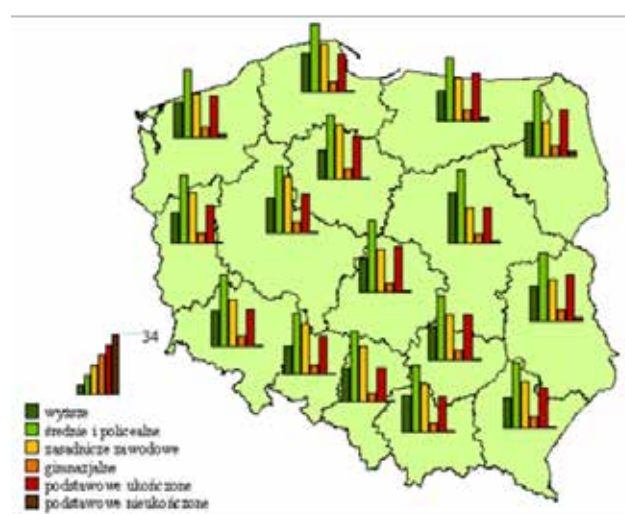 34
wyższe
średnie i policealne
zasadnicze zawodowe
gimnazjalne
podstawowe ukończone
podstawowe nieukończone